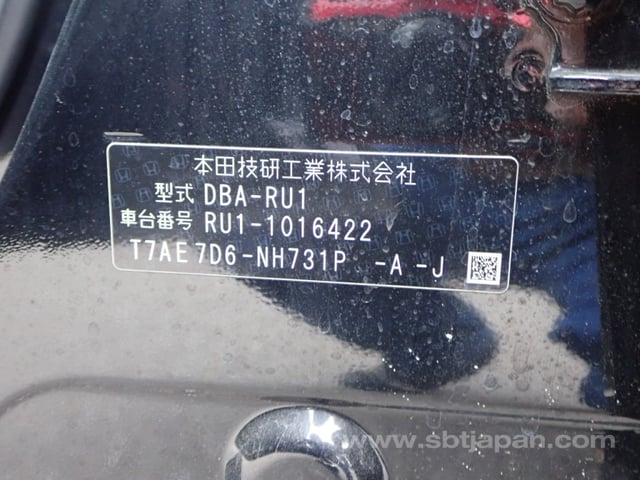 本田技研工業株式会社
型式 DBA-RU1
車台番号 RU1-1016422
T7AE 7D6-NH731P -A -J
www.sbtjapan.com